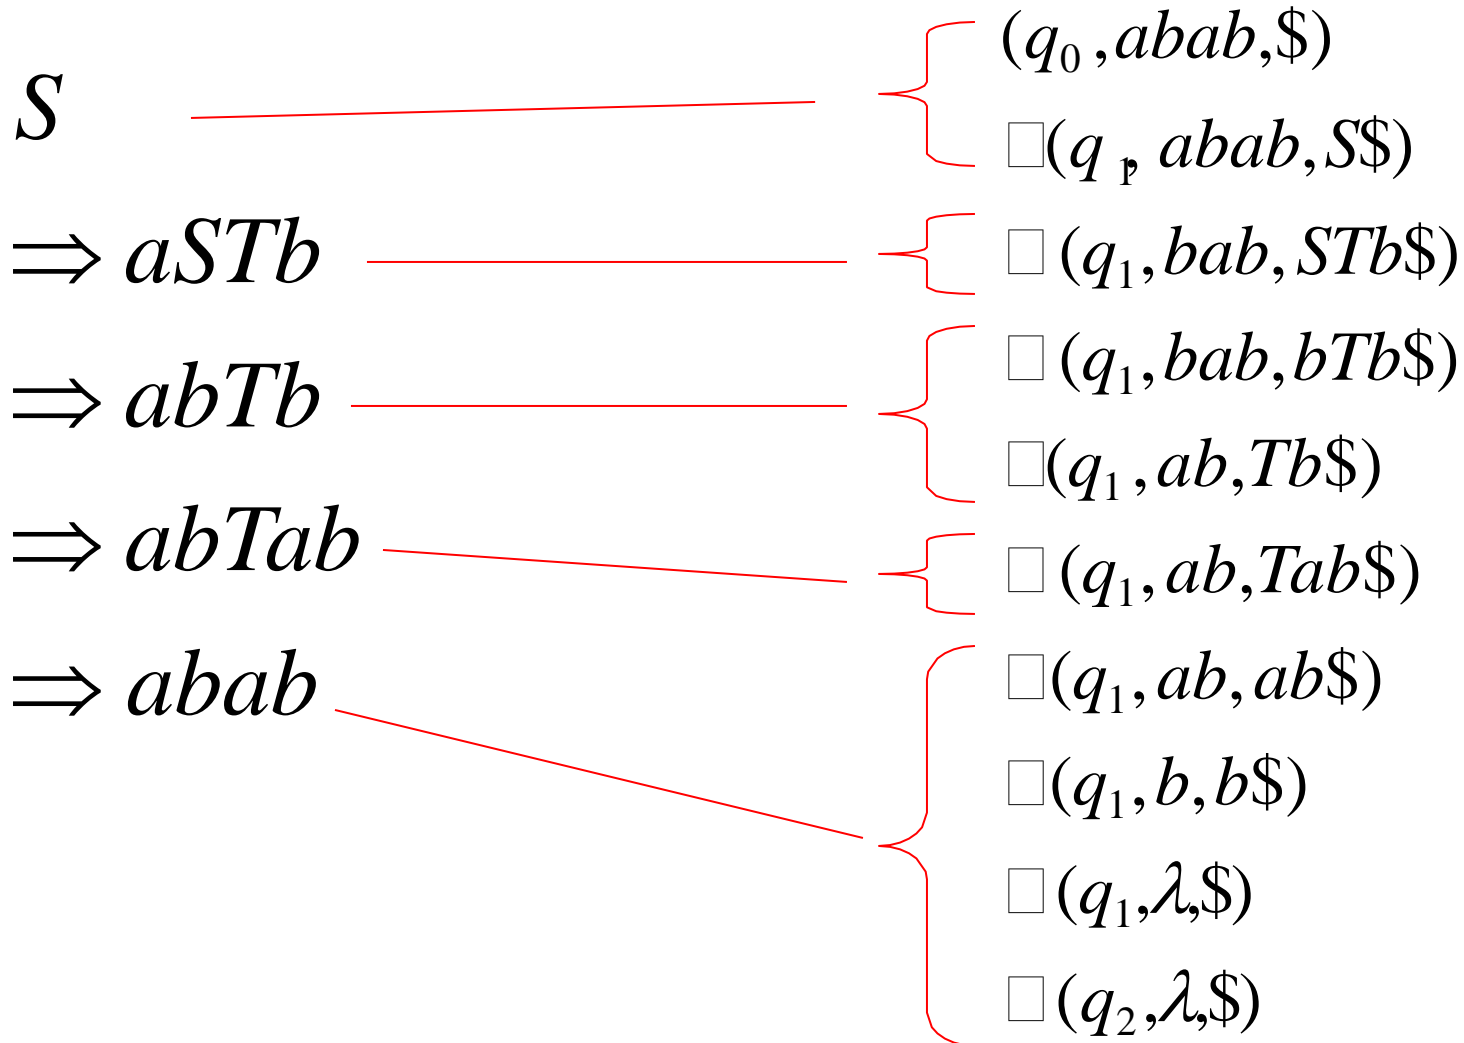 S
⇒ aSTb
⇒ abTb
⇒ abTab
⇒ abab
(q₀,abab,$)
□(q₁, abab,S$)
□(q₁,bab,STb$)
□(q₁,bab,bTb$)
□(q₁,ab,Tb$)
□(q₁,ab,Tab$)
□(q₁,ab,ab$)
□(q₁,b,b$)
□(q₁,λ,$)
□(q₂,λ,$)